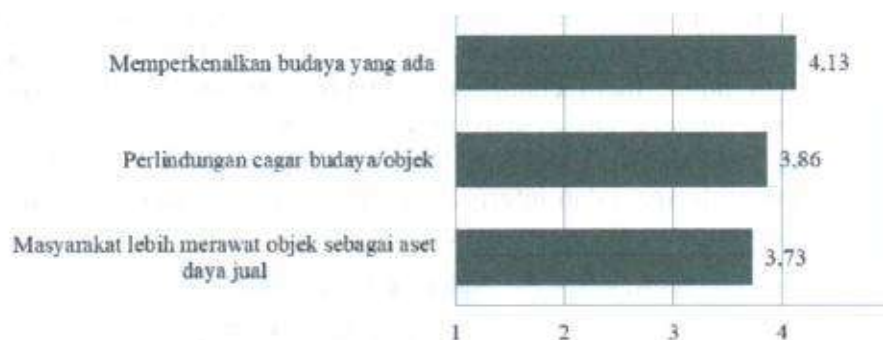 Memperkenalkan budaya yang ada
4.13
Perlindungan cagar budaya/objek
3.86
Masyarakat lebih merawat objek sebagai aset
daya jual
3.73
1 2 3 4